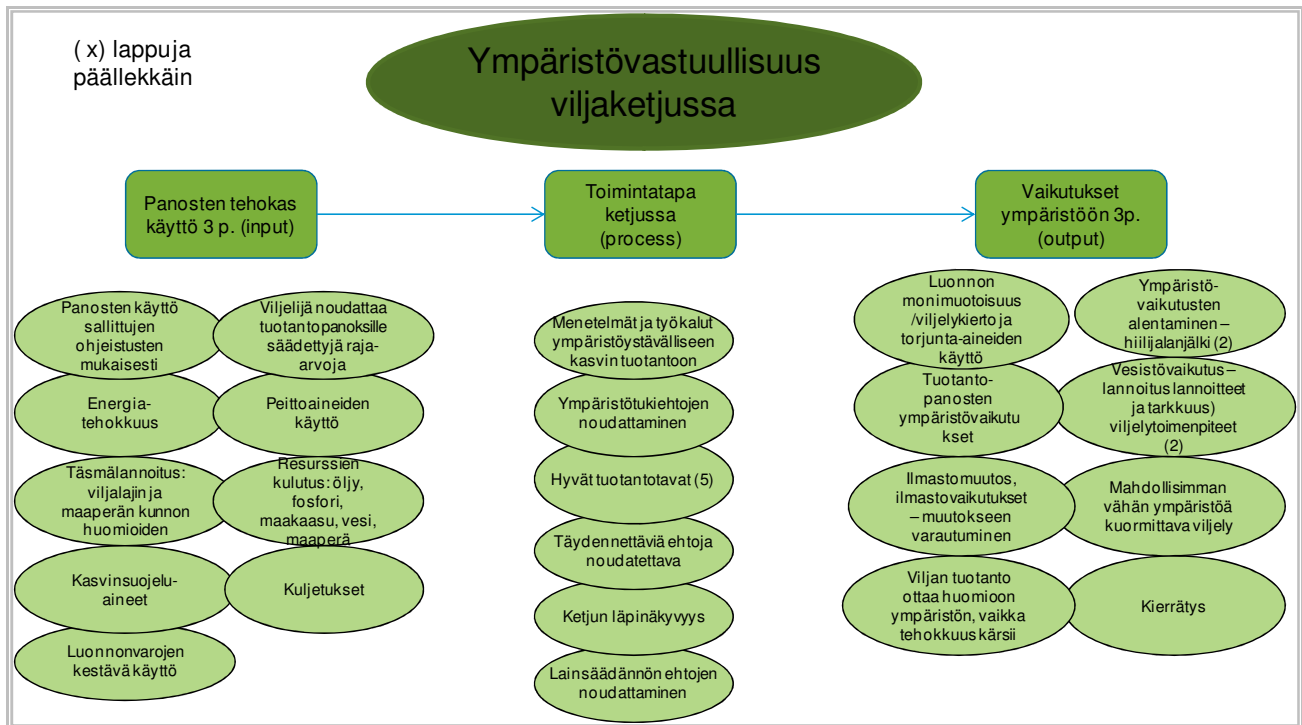 ( x) lappuja
päällekkäin
Ympäristövastuullisuus
viljaketjussa
Panosten tehokas
käyttö 3 p. (input)
Toimintatapa
ketjussa
(process)
Vaikutukset
ympäristöön 3p.
(output)
Panosten käyttö
sallittujen
ohjeistusten
mukaisesti
Viljelijä noudattaa
tuotantopanoksille
säädettyjä raja-
arvoja
Energia-
tehokkuus
Peittoaineiden
käyttö
Täsmälannoitus:
viljalajin ja
maaperän kunnon
huomioiden
Resurssien
kulutus: öljy,
fosfori,
maakaasu, vesi,
maaperä
Kasvinsuojelu-
aineet
Kuljetukset
Luonnonvarojen
kestävä käyttö
Menetelmät ja työkalut
ympäristöystävälliseen
kasvin tuotantoon
Ympäristötukiehtojen
noudattaminen
Hyvät tuotantotavat (5)
Täydennettäviä ehtoja
noudatettava
Ketjun läpinäkyvyys
Lainsäädännön ehtojen
noudattaminen
Luonnon
monimuotoisuus
/viljelykierto ja
torjunta-aineiden
käyttö
Ympäristö-
vaikutusten
alentaminen –
hiilijalanjälki (2)
Tuotanto-
panosten
ympäristövaikutu
kset
Vesistövaikutus –
lannoitus lannoitteet
ja tarkkuus)
viljelytoimenpiteet
(2)
Ilmastomuutos,
ilmastovaikutukset
– muutokseen
varautuminen
Mahdollisimman
vähän ympäristöä
kuormittava viljely
Viljan tuotanto
ottaa huomioon
ympäristön, vaikka
tehokkuus kärsii
Kierrätys